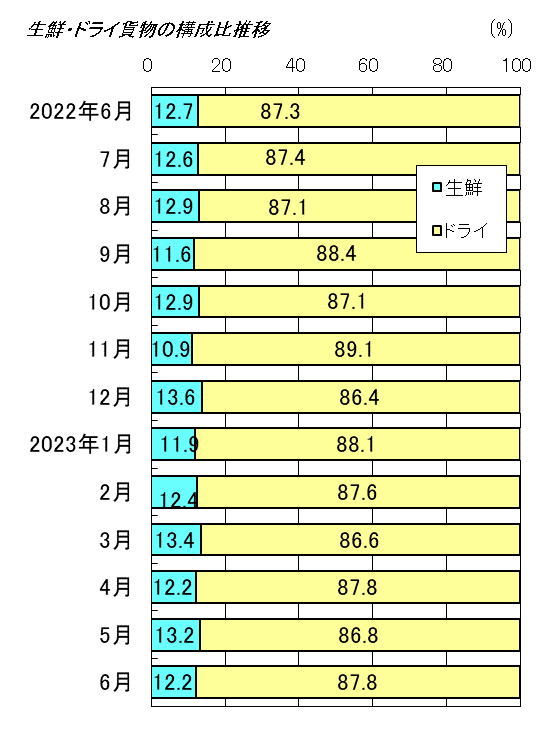 生鮮・ドライ貨物の構成比推移 (%)
0 20 40 60 80 100
2022年6月 12.7 87.3
7月 12.6 87.4
8月 12.9 87.1
生鮮
ドライ
9月 11.6 88.4
10月 12.9 87.1
11月 10.9 89.1
12月 13.6 86.4
2023年1月 11.9 88.1
2月 12.4 87.6
3月 13.4 86.6
4月 12.2 87.8
5月 13.2 86.8
6月 12.2 87.8